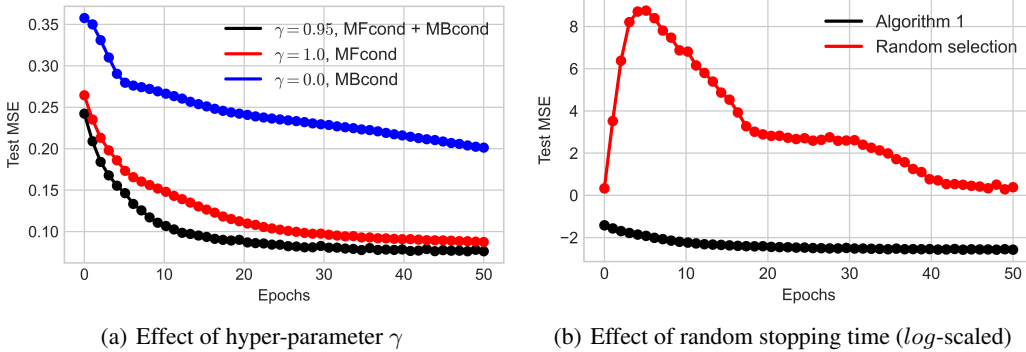 0.35
0.30
0.25
0.20
0.15
0.10
Test MSE
γ = 0.95, MFcond + MBcond
γ = 1.0, MFcond
γ = 0.0, MBcond
0 10 20 30 40 50
Epochs
(a) Effect of hyper-parameter γ
8
6
4
2
0
−2
Test MSE
Algorithm 1
Random selection
0 10 20 30 40 50
Epochs
(b) Effect of random stopping time (log-scaled)